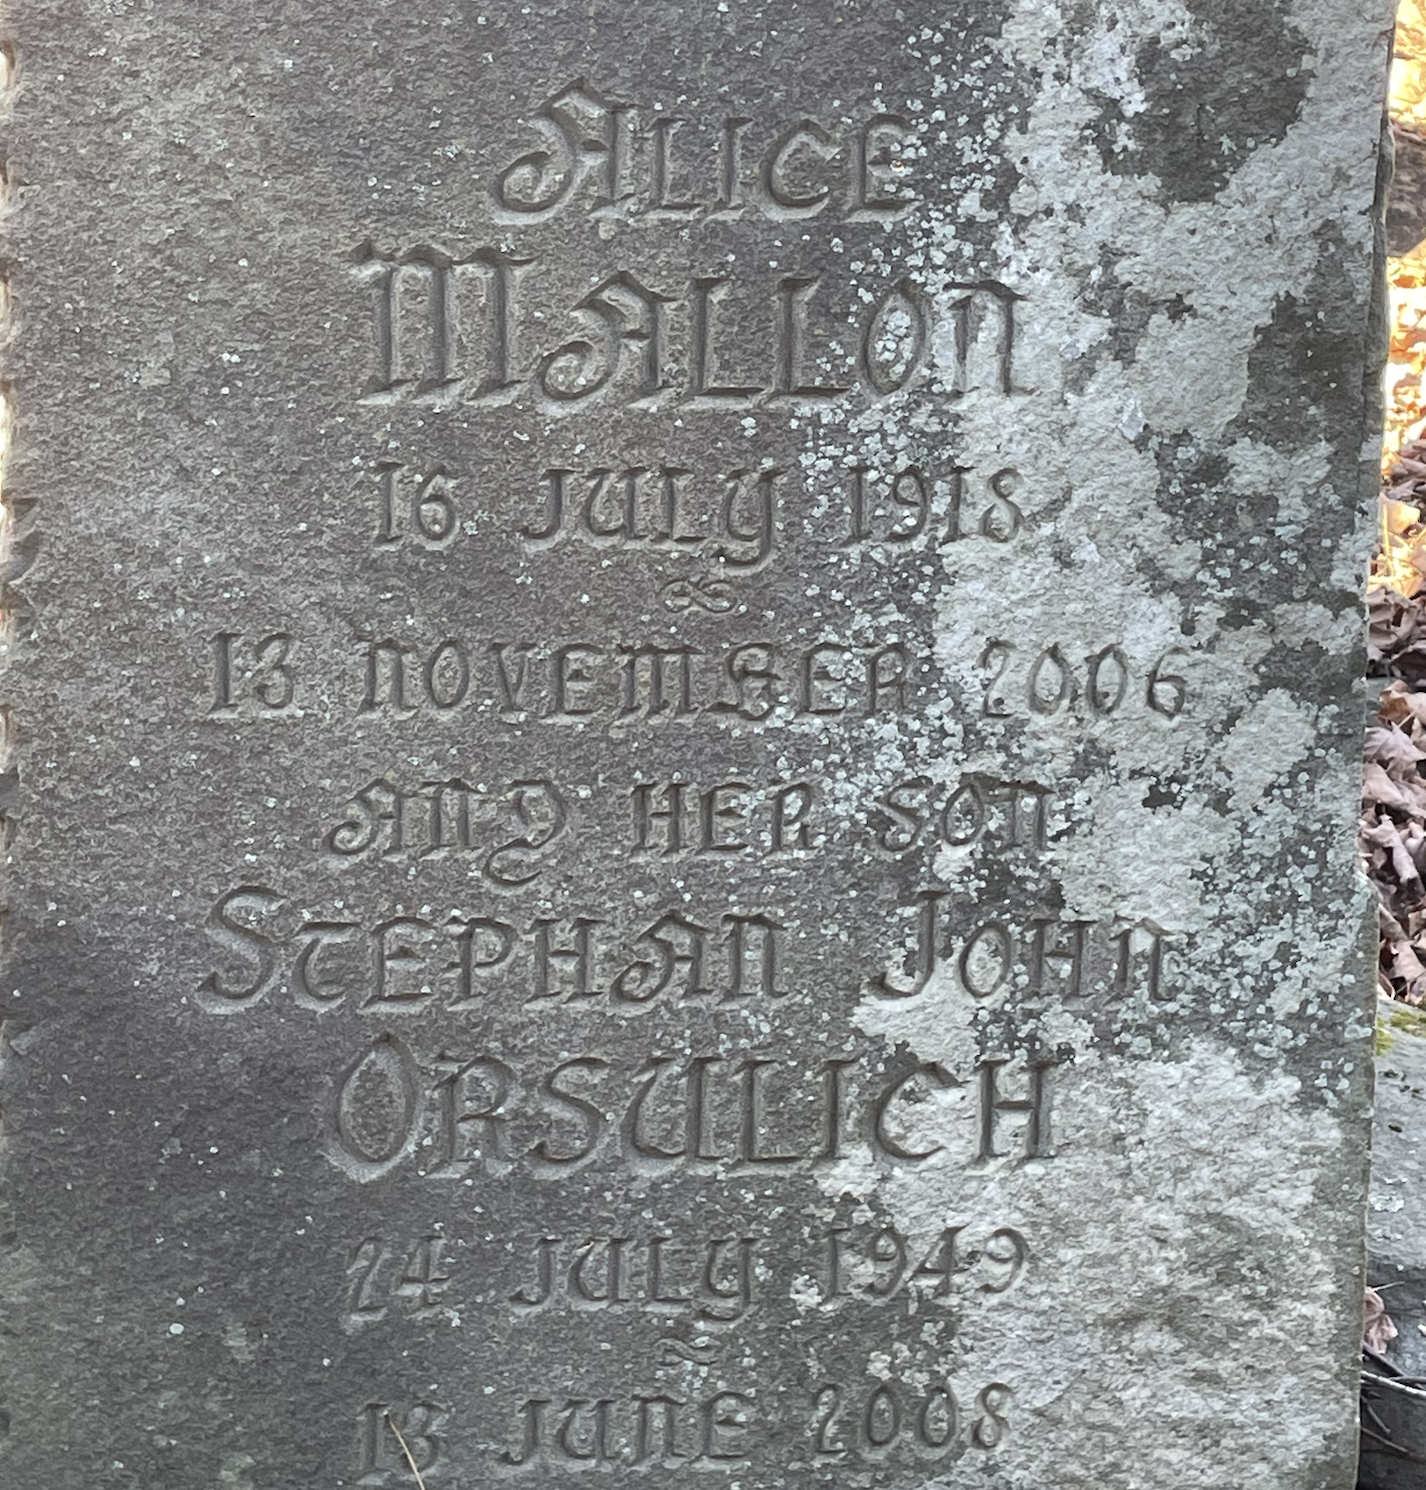 Alice
Mallon
16 July 1918
∞
13 November 2006
and her son
Stephan John
Orsulich
24 July 1949
~
13 June 2008